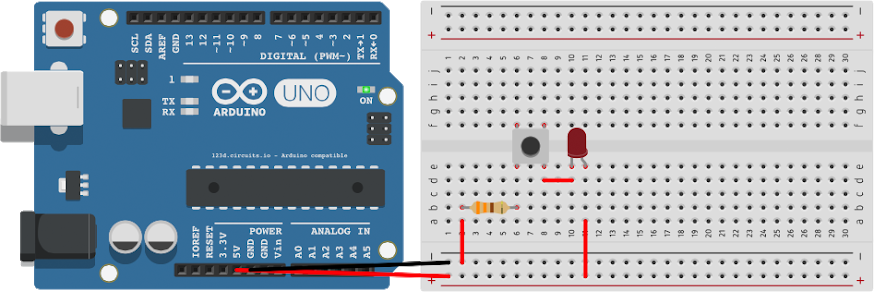 SCL
SDA
AREF
GND
13
12
~11
~10
~9
8
7
~6
~5
4
~3
2
TX→1
RX←0
DIGITAL (PWM~)
1
TX
RX
ARDUINO
UNO
ON
123d.circuits.io - Arduino compatible
POWER
ANALOG IN
IOREF
RESET
3.3V
5V
GND
GND
Vin
A0
A1
A2
A3
A4
A5
- -
+ +
1 2 3 4 5 6 7 8 9 10 11 12 13 14 15 16 17 18 19 20 21 22 23 24 25 26 27 28 29 30
j j
i i
h h
g g
f f
e e
d d
c c
b b
a a
1 3 4 5 6 7 8 9 10 12 13 14 15 16 17 18 19 20 21 22 23 24 25 26 27 28 29 30
- -
+ +